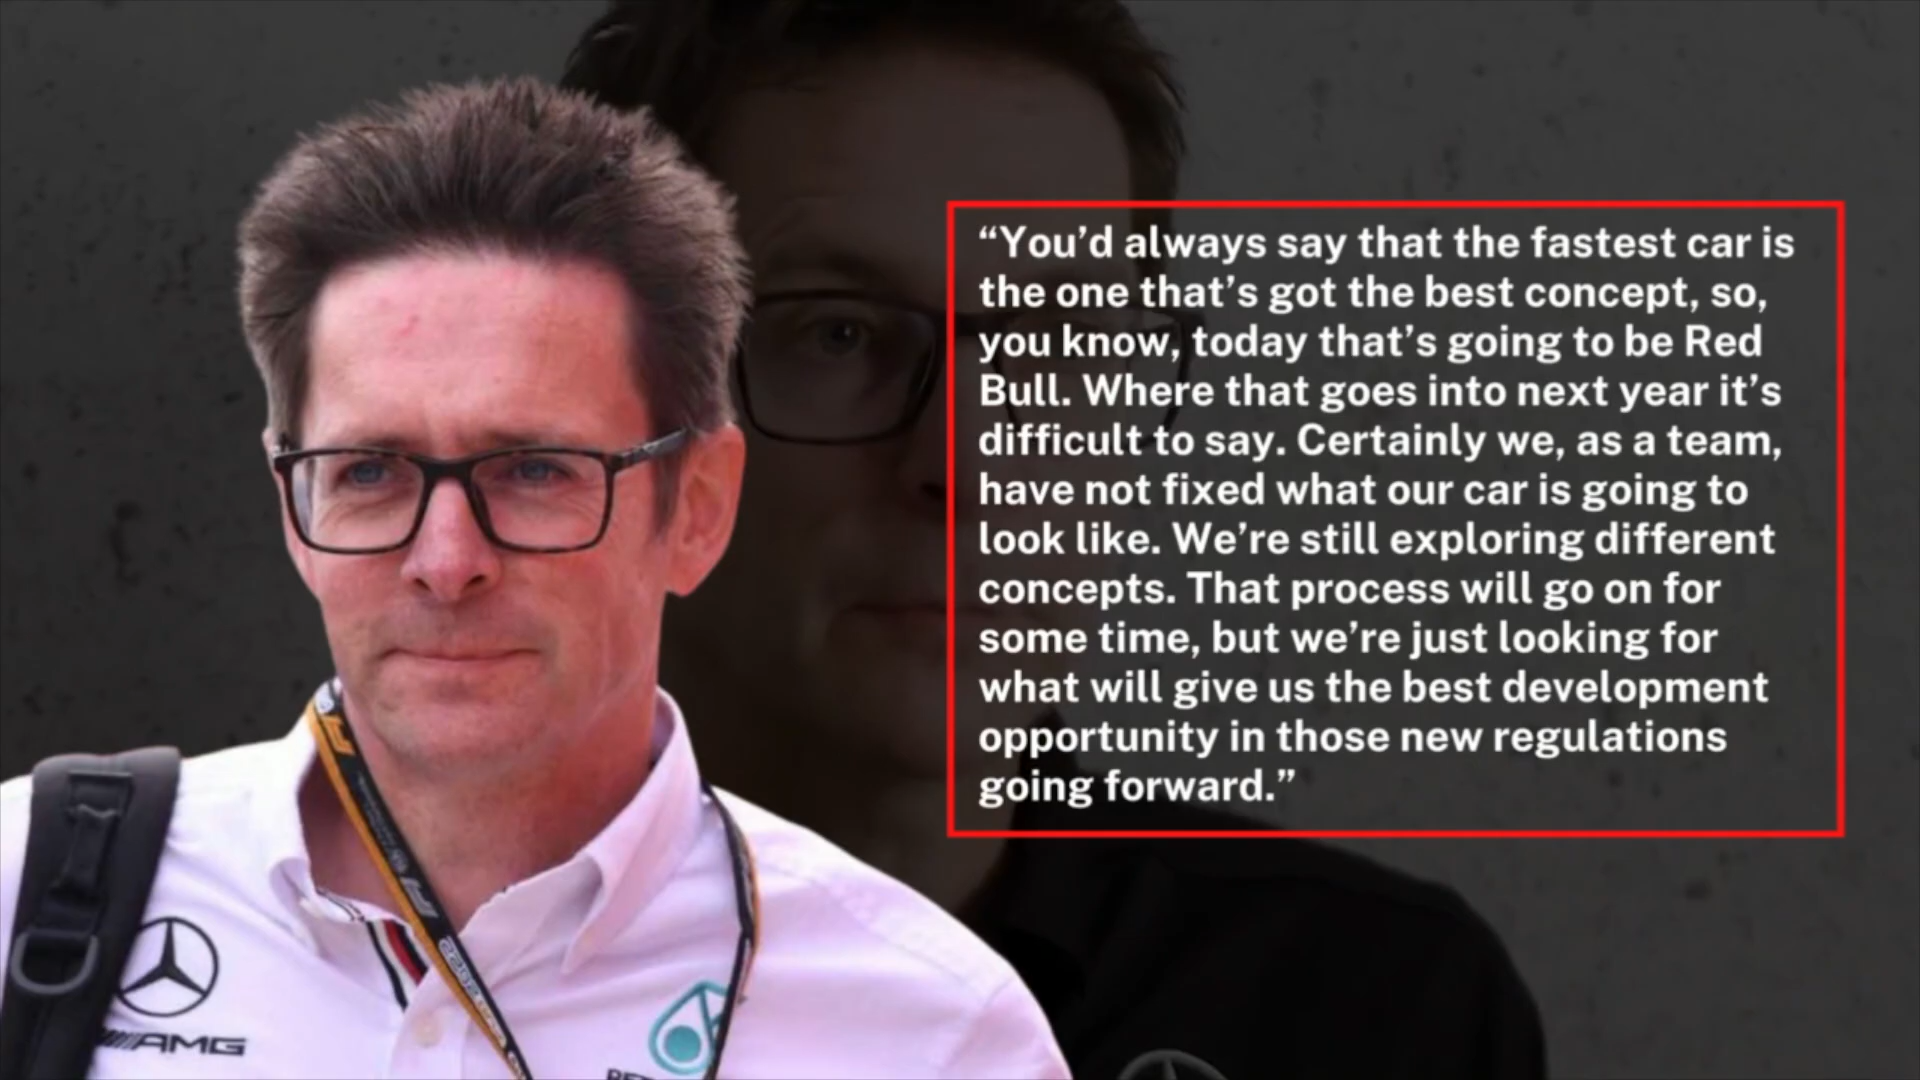 “You’d always say that the fastest car is
the one that’s got the best concept, so,
you know, today that’s going to be Red
Bull. Where that goes into next year it’s
difficult to say. Certainly we, as a team,
have not fixed what our car is going to
look like. We’re still exploring different
concepts. That process will go on for
some time, but we’re just looking for
what will give us the best development
opportunity in those new regulations
going forward.”
AMG